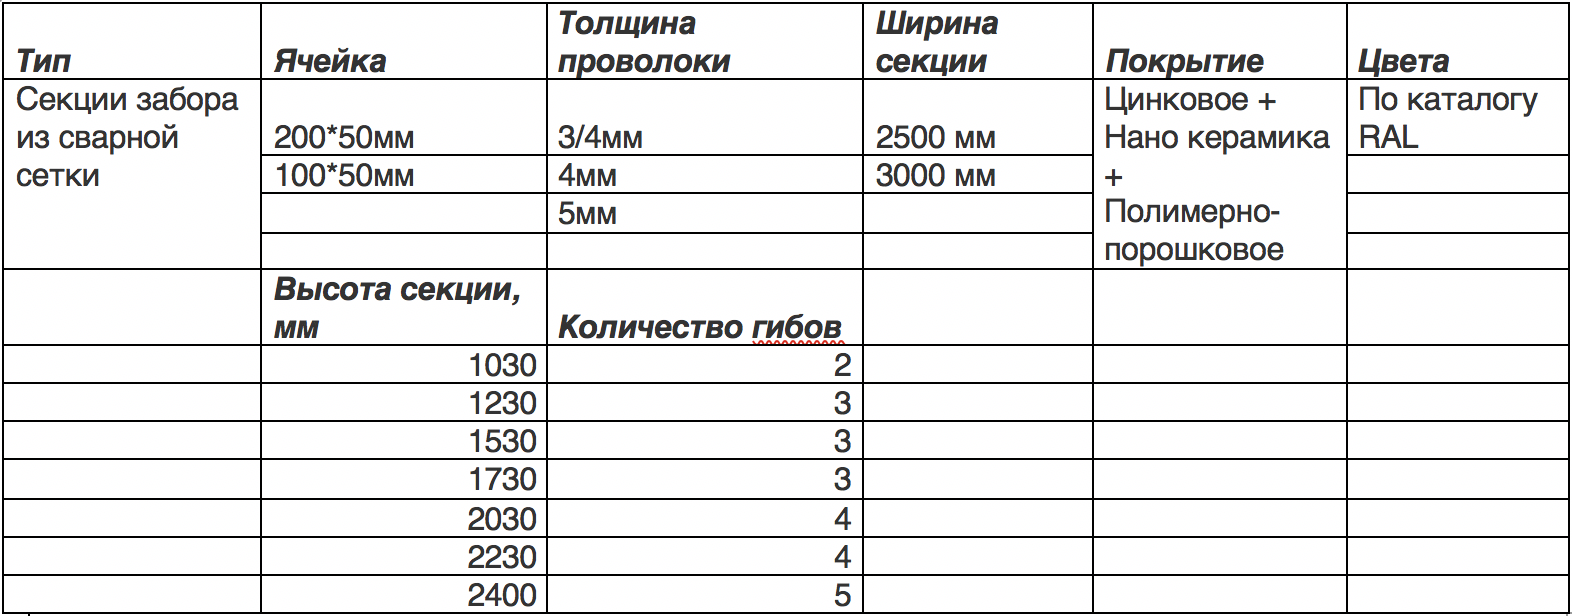 Тип	Ячейка	Толщина проволоки	Ширина секции	Покрытие	Цвета
Секции забора из сварной сетки	200*50мм	3/4мм	2500 мм	Цинковое + Нано керамика + Полимерно-порошковое	По каталогу RAL
100*50мм	4мм	3000 мм
5мм
Высота секции, мм	Количество гибов
1030	2
1230	3
1530	3
1730	3
2030	4
2230	4
2400	5